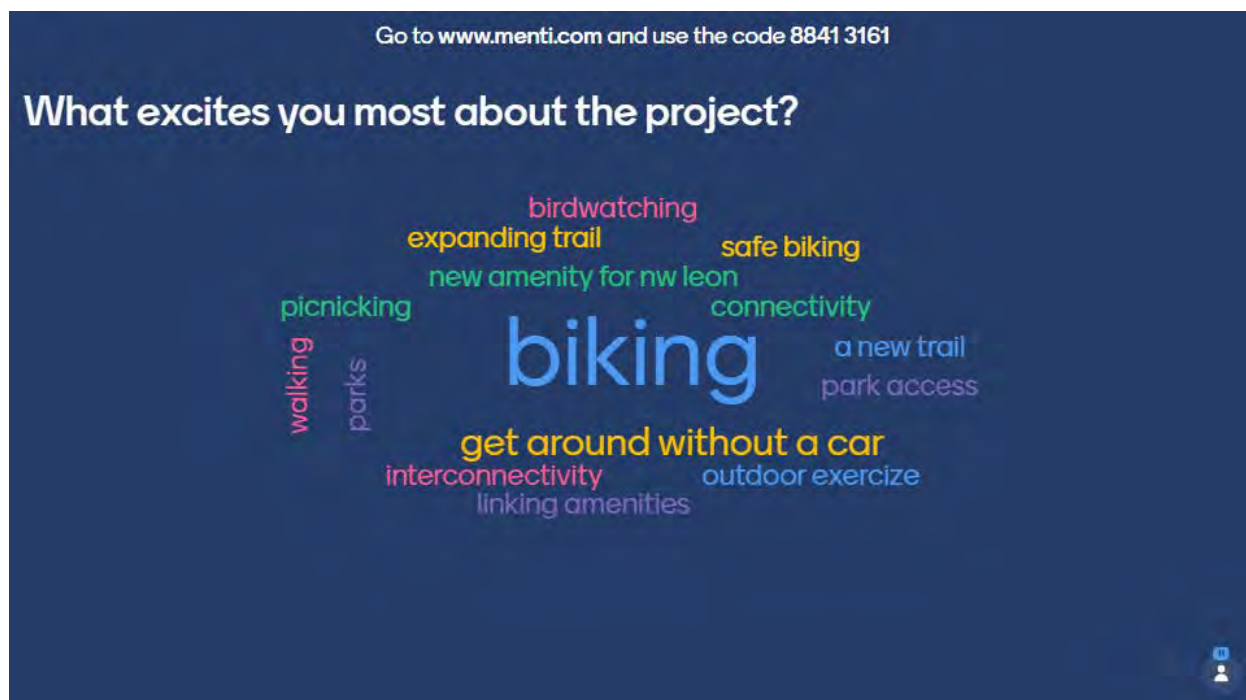 Go to www.menti.com and use the code 8841 3161
What excites you most about the project?
birdwatching
expanding trail
safe biking
new amenity for nw leon
picnicking
connectivity
biking
a new trail
walking
parks
park access
get around without a car
interconnectivity
outdoor exercize
linking amenities